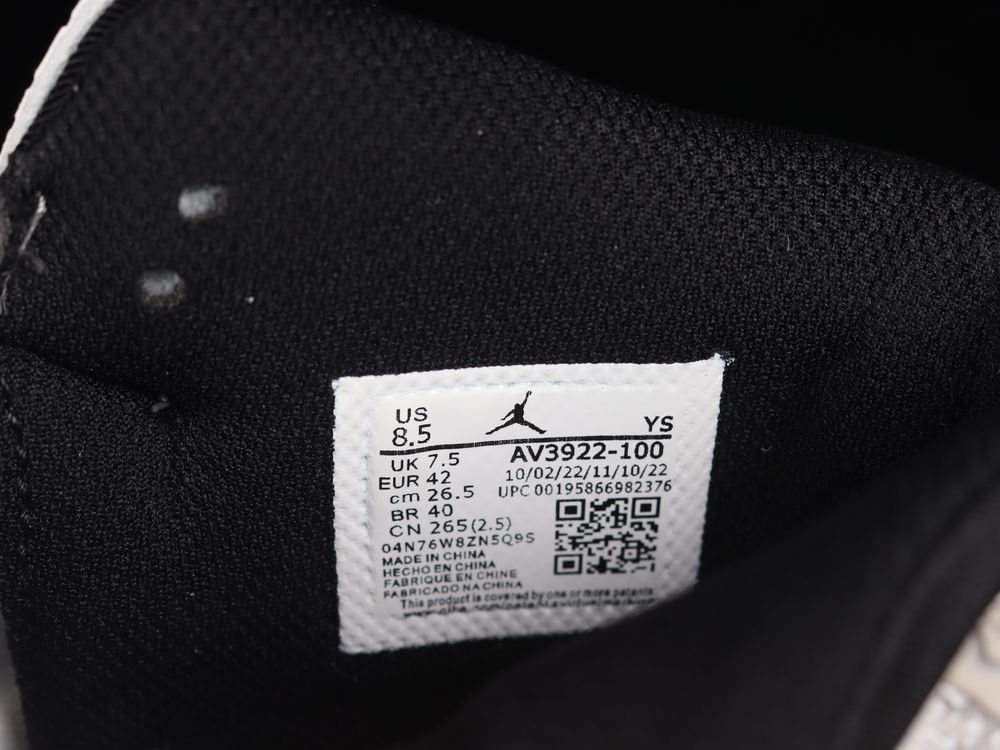 US
8.5
YS
UK 7.5
AV3922-100
EUR 42
10/02/22/11/10/22
cm 26.5
UPC 00195866982376
BR 40
CN 265(2.5)
04N76W8ZN5Q9S
MADE IN CHINA
HECHO EN CHINA
FABRIQUE EN CHINE
FABRICADO NA CHINA
This product is covered by one or more patents